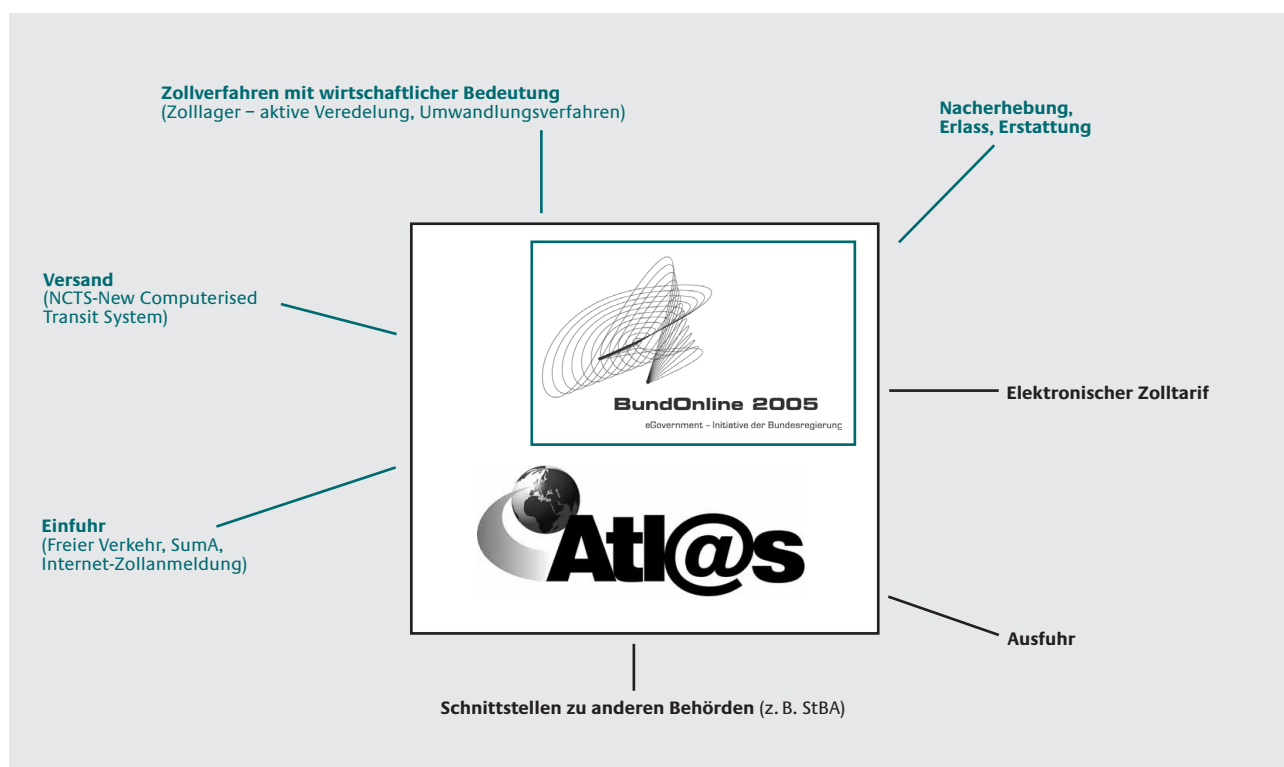 Zollverfahren mit wirtschaftlicher Bedeutung
(Zolllager – aktive Veredelung, Umwandlungsverfahren)
Nacherhebung,
Erlass, Erstattung
Versand
(NCTS-New Computerised
Transit System)
BundOnline 2005
eGovernment – Initiative der Bundesregierung
Elektronischer Zolltarif
Einfuhr
(Freier Verkehr, SumA,
Internet-Zollanmeldung)
Atl@s
Ausfuhr
Schnittstellen zu anderen Behörden (z. B. StBA)